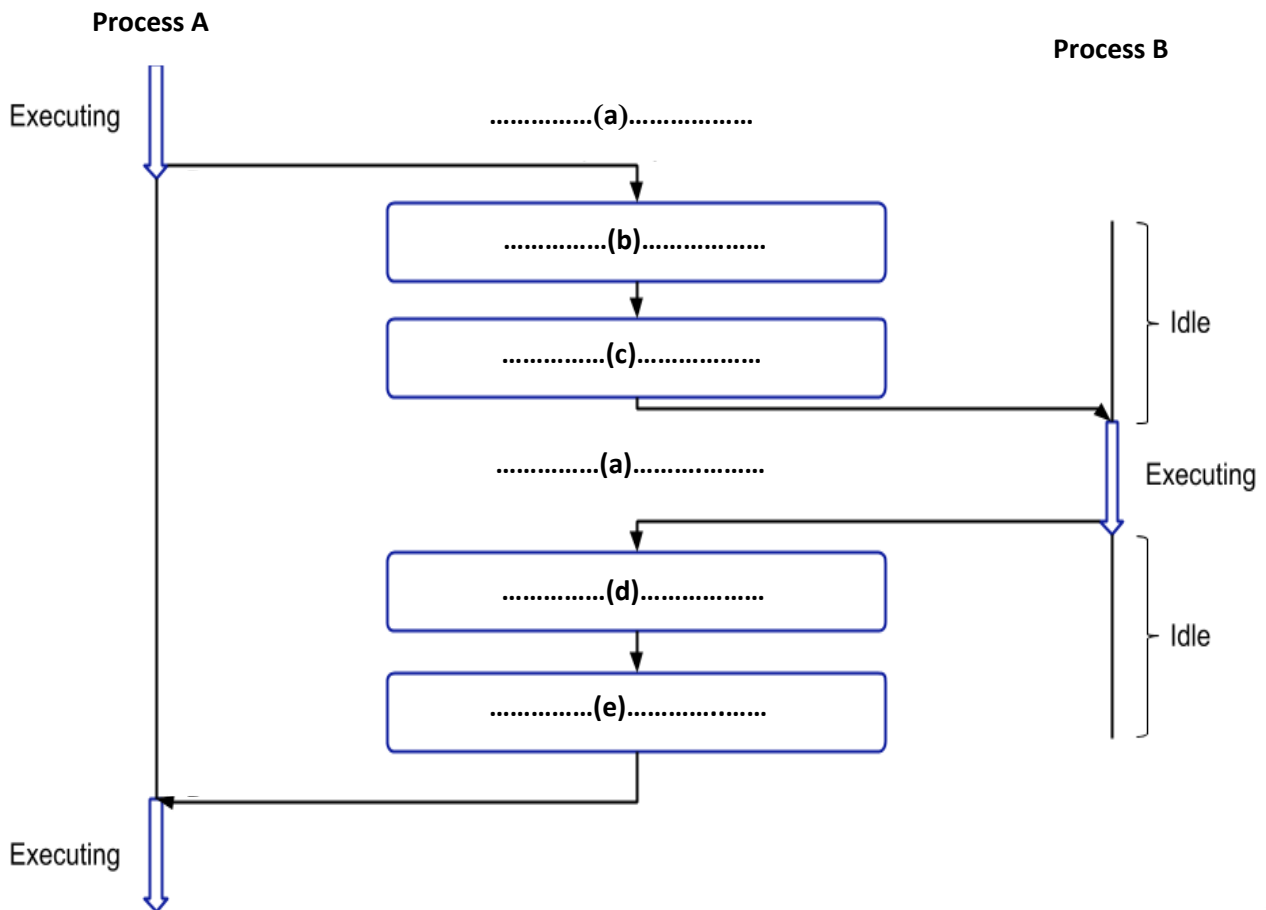 Process A
Process B
Executing
……………(a)………………
……………(b)………………
……………(c)………………
Idle
……………(a)……….………
Executing
……………(d)………………
Idle
……………(e)…………..……
Executing